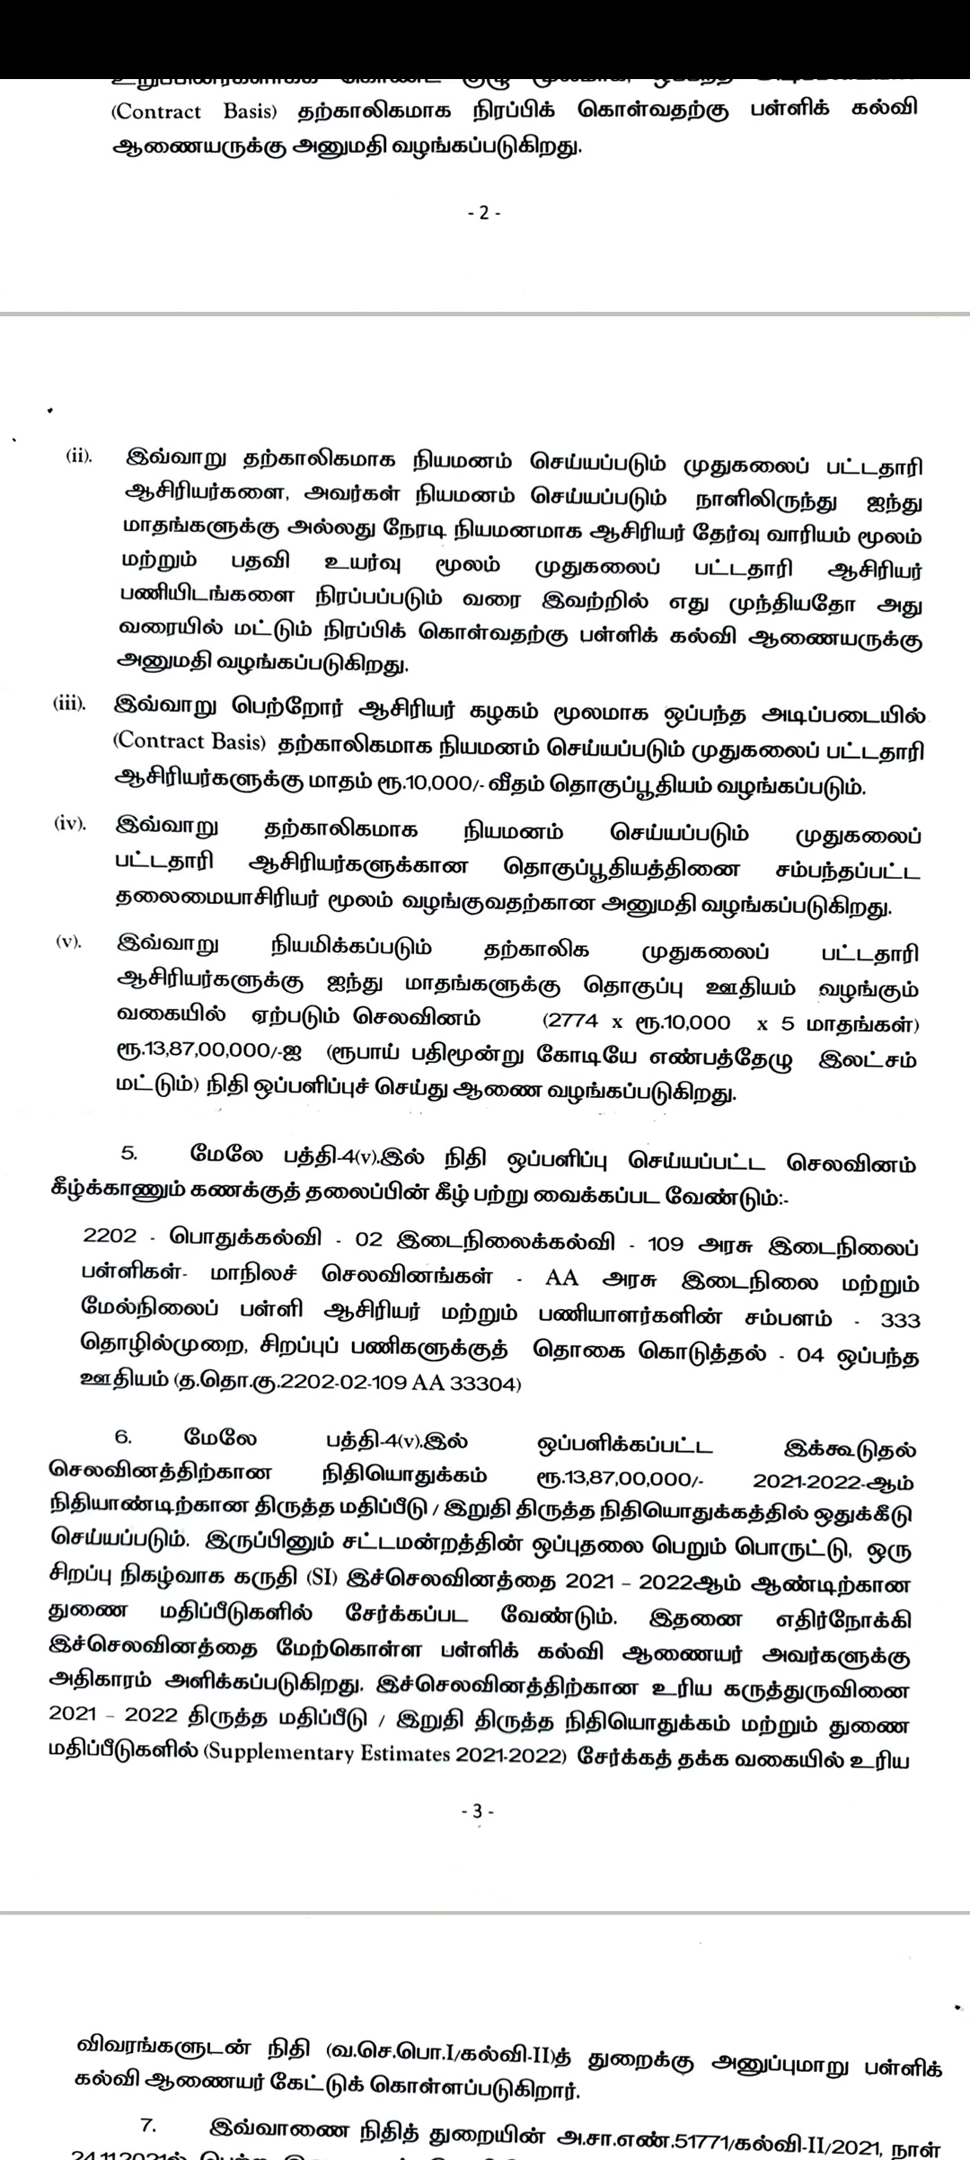 (Contract Basis) தற்காலிகமாக நிரப்பிக் கொள்வதற்கு பள்ளிக் கல்வி
ஆணையருக்கு அனுமதி வழங்கப்படுகிறது.
- 2 -
(ii). இவ்வாறு தற்காலிகமாக நியமனம் செய்யப்படும் முதுகலைப் பட்டதாரி
ஆசிரியர்களை, அவர்கள் நியமனம் செய்யப்படும் நாளிலிருந்து ஐந்து
மாதங்களுக்கு அல்லது நேரடி நியமனமாக ஆசிரியர் தேர்வு வாரியம் மூலம்
மற்றும் பதவி உயர்வு மூலம் முதுகலைப் பட்டதாரி ஆசிரியர்
பணியிடங்களை நிரப்பப்படும் வரை இவற்றில் எது முந்தியதோ அது
வரையில் மட்டும் நிரப்பிக் கொள்வதற்கு பள்ளிக் கல்வி ஆணையருக்கு
அனுமதி வழங்கப்படுகிறது.
(iii). இவ்வாறு பெற்றோர் ஆசிரியர் கழகம் மூலமாக ஒப்பந்த அடிப்படையில்
(Contract Basis) தற்காலிகமாக நியமனம் செய்யப்படும் முதுகலைப் பட்டதாரி
ஆசிரியர்களுக்கு மாதம் ரூ.10,000/- வீதம் தொகுப்பூதியம் வழங்கப்படும்.
(iv). இவ்வாறு தற்காலிகமாக நியமனம் செய்யப்படும் முதுகலைப்
பட்டதாரி ஆசிரியர்களுக்கான தொகுப்பூதியத்தினை சம்பந்தப்பட்ட
தலைமையாசிரியர் மூலம் வழங்குவதற்கான அனுமதி வழங்கப்படுகிறது.
(v). இவ்வாறு நியமிக்கப்படும் தற்காலிக முதுகலைப் பட்டதாரி
ஆசிரியர்களுக்கு ஐந்து மாதங்களுக்கு தொகுப்பு ஊதியம் வழங்கும்
வகையில் ஏற்படும் செலவினம் (2774 x ரூ.10,000 x 5 மாதங்கள்)
ரூ.13,87,00,000/-ஐ (ரூபாய் பதிமூன்று கோடியே எண்பத்தேழு இலட்சம்
மட்டும்) நிதி ஒப்பளிப்புச் செய்து ஆணை வழங்கப்படுகிறது.
5. மேலே பத்தி-4(v).இல் நிதி ஒப்பளிப்பு செய்யப்பட்ட செலவினம்
கீழ்க்காணும் கணக்குத் தலைப்பின் கீழ் பற்று வைக்கப்பட வேண்டும்:-
2202 - பொதுக்கல்வி - 02 இடைநிலைக்கல்வி - 109 அரசு இடைநிலைப்
பள்ளிகள்- மாநிலச் செலவினங்கள் - AA அரசு இடைநிலை மற்றும்
மேல்நிலைப் பள்ளி ஆசிரியர் மற்றும் பணியாளர்களின் சம்பளம் - 333
தொழில்முறை, சிறப்புப் பணிகளுக்குத் தொகை கொடுத்தல் - 04 ஒப்பந்த
ஊதியம் (த.தொ.கு.2202-02-109 AA 33304)
6. மேலே பத்தி-4(v).இல் ஒப்பளிக்கப்பட்ட இக்கூடுதல்
செலவினத்திற்கான நிதியொதுக்கம் ரூ.13,87,00,000/- 2021-2022-ஆம்
நிதியாண்டிற்கான திருத்த மதிப்பீடு / இறுதி திருத்த நிதியொதுக்கத்தில் ஒதுக்கீடு
செய்யப்படும். இருப்பினும் சட்டமன்றத்தின் ஒப்புதலை பெறும் பொருட்டு, ஒரு
சிறப்பு நிகழ்வாக கருதி (SI) இச்செலவினத்தை 2021 – 2022ஆம் ஆண்டிற்கான
துணை மதிப்பீடுகளில் சேர்க்கப்பட வேண்டும். இதனை எதிர்நோக்கி
இச்செலவினத்தை மேற்கொள்ள பள்ளிக் கல்வி ஆணையர் அவர்களுக்கு
அதிகாரம் அளிக்கப்படுகிறது. இச்செலவினத்திற்கான உரிய கருத்துருவினை
2021 – 2022 திருத்த மதிப்பீடு / இறுதி திருத்த நிதியொதுக்கம் மற்றும் துணை
மதிப்பீடுகளில் (Supplementary Estimates 2021-2022) சேர்க்கத் தக்க வகையில் உரிய
- 3 -
விவரங்களுடன் நிதி (வ.செ.பொ.I/கல்வி-II)த் துறைக்கு அனுப்புமாறு பள்ளிக்
கல்வி ஆணையர் கேட்டுக் கொள்ளப்படுகிறார்.
7. இவ்வாணை நிதித் துறையின் அ.சா.எண்.51771/கல்வி-II/2021, நாள்